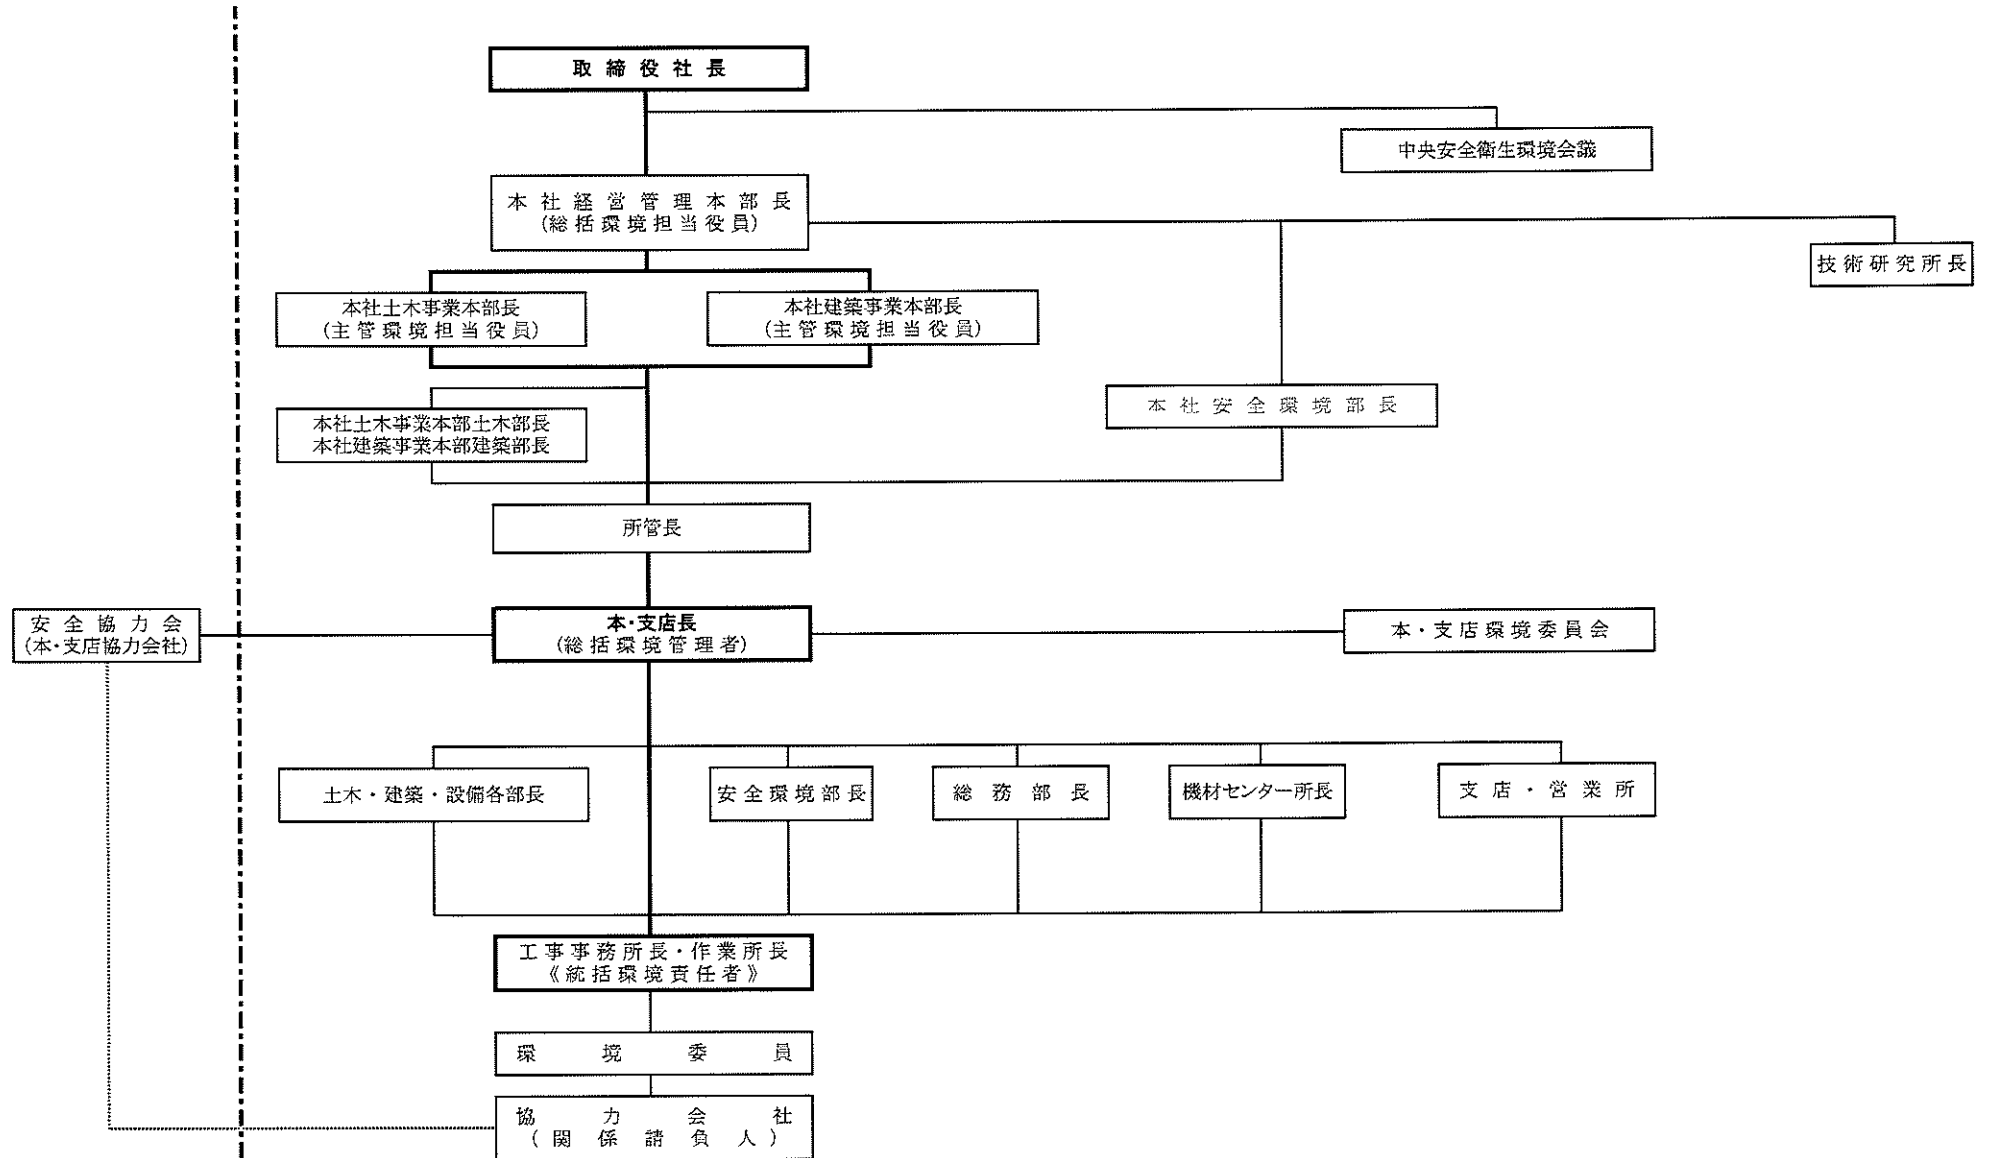 取締役社長
中央安全衛生環境会議
本社経営管理本部長
(総括環境担当役員)
技術研究所長
本社土木事業本部長
(主管環境担当役員)
本社建築事業本部長
(主管環境担当役員)
本社安全環境部長
本社土木事業本部土木部長
本社建築事業本部建築部長
所管長
安全協力会
(本・支店協力会社)
本・支店長
(総括環境管理者)
本・支店環境委員会
土木・建築・設備各部長
安全環境部長
総務部長
機材センター所長
支店・営業所
工事事務所長・作業所長
《統括環境責任者》
環境委員
協力会社
(関係請負人)